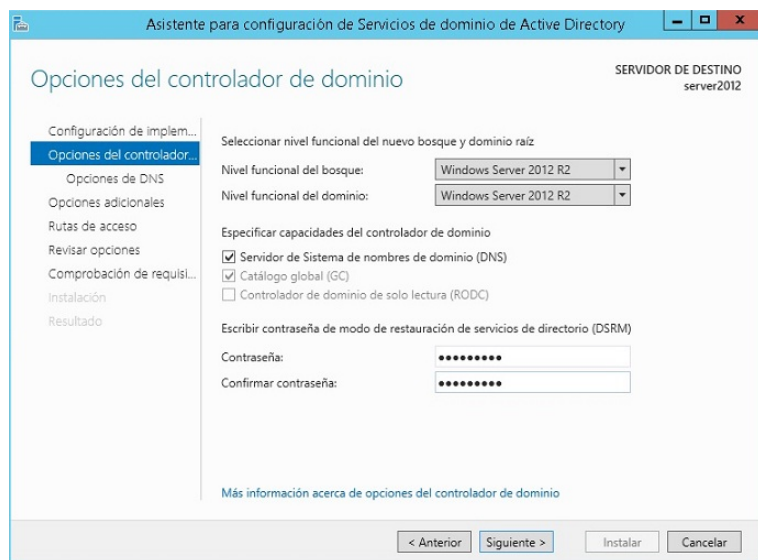 Asistente para configuración de Servicios de dominio de Active Directory
Opciones del controlador de dominio
SERVIDOR DE DESTINO
server2012
Configuración de implem...
Opciones del controlador...
Opciones de DNS
Opciones adicionales
Rutas de acceso
Revisar opciones
Comprobación de requisi...
Instalación
Resultado
Seleccionar nivel funcional del nuevo bosque y dominio raíz
Nivel funcional del bosque: Windows Server 2012 R2
Nivel funcional del dominio: Windows Server 2012 R2
Especificar capacidades del controlador de dominio
Servidor de Sistema de nombres de dominio (DNS)
Catálogo global (GC)
Controlador de dominio de solo lectura (RODC)
Escribir contraseña de modo de restauración de servicios de directorio (DSRM)
Contraseña: •••••••••
Confirmar contraseña: •••••••••
Más información acerca de opciones del controlador de dominio
< Anterior Siguiente > Instalar Cancelar